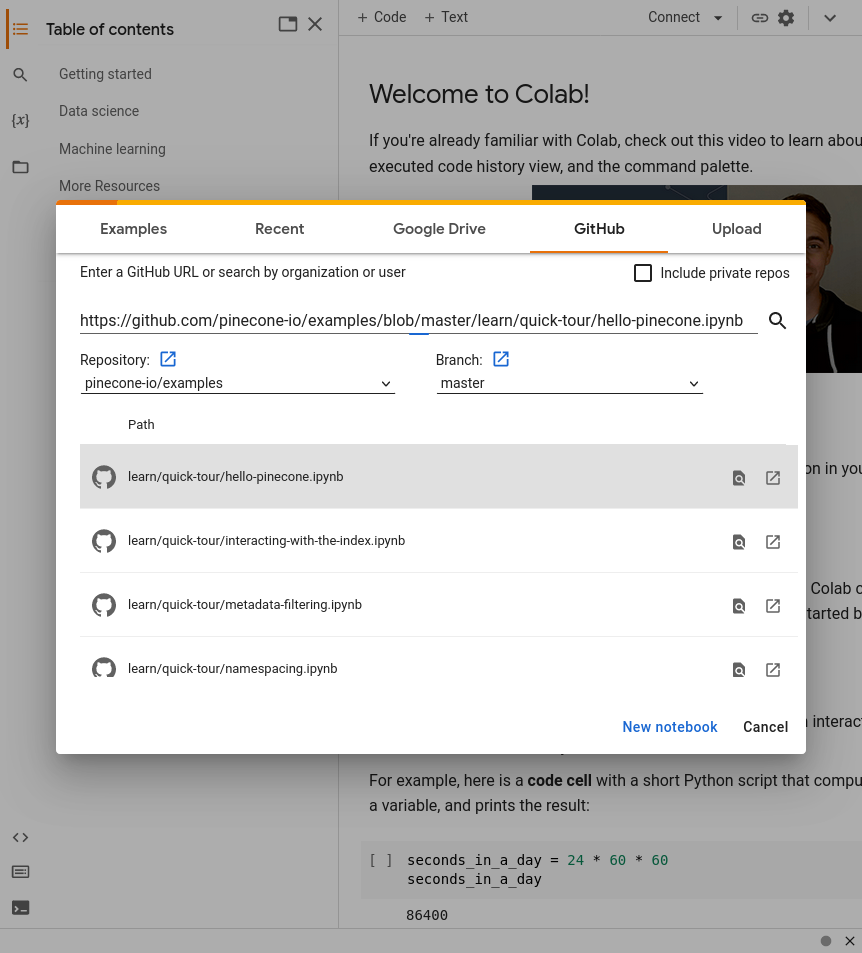 Table of contents
+ Code + Text
Connect
Getting started
Data science
Machine learning
More Resources
{x}
Welcome to Colab!
If you're already familiar with Colab, check out this video to learn
executed code history view, and the command palette.
Examples
Recent
Google Drive
GitHub
Upload
Enter a GitHub URL or search by organization or user
Include private repos
https://github.com/pinecone-io/examples/blob/master/learn/quick-tour/hello-pinecone.ipynb
Repository:
Branch:
pinecone-io/examples
master
Path
learn/quick-tour/hello-pinecone.ipynb
learn/quick-tour/interacting-with-the-index.ipynb
learn/quick-tour/metadata-filtering.ipynb
learn/quick-tour/namespacing.ipynb
on in
Colab
New notebook
Cancel
For example, here is a code cell with a short Python script that
a variable, and prints the result:
[ ] seconds_in_a_day = 24 * 60 * 60
seconds_in_a_day
86400